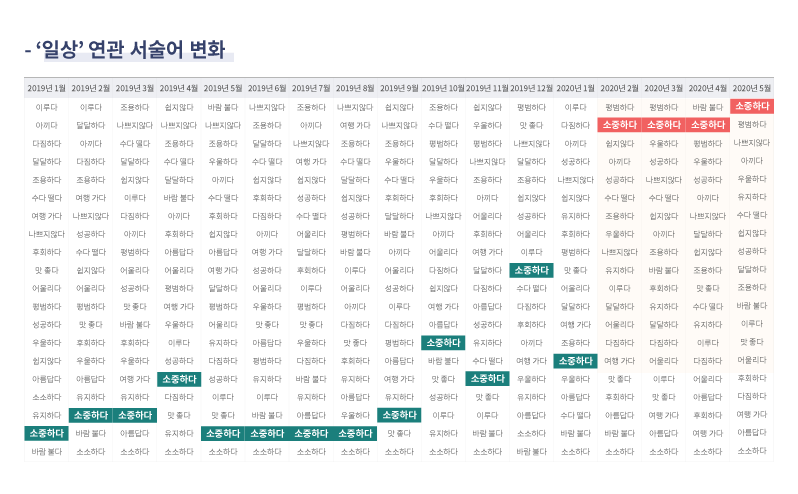 - ‘일상’ 연관 서술어 변화
2019년 1월 2019년 2월 2019년 3월 2019년 4월 2019년 5월 2019년 6월 2019년 7월 2019년 8월 2019년 9월 2019년 10월 2019년 11월 2019년 12월 2020년 1월 2020년 2월 2020년 3월 2020년 4월 2020년 5월
이루다 이루다 조용하다 쉽지않다 바람 불다 나쁘지않다 조용하다 나쁘지않다 쉽지않다 조용하다 쉽지않다 평범하다 이루다 평범하다 평범하다 바람 불다 소중하다
아끼다 달달하다 나쁘지않다 나쁘지않다 나쁘지않다 조용하다 아끼다 여행 가다 나쁘지않다 수다 떨다 우울하다 맛 좋다 다짐하다 소중하다 소중하다 소중하다 평범하다
다짐하다 아끼다 수다 떨다 조용하다 조용하다 달달하다 나쁘지않다 조용하다 조용하다 평범하다 평범하다 나쁘지않다 아끼다 쉽지않다 우울하다 평범하다 나쁘지않다
달달하다 다짐하다 달달하다 수다 떨다 우울하다 수다 떨다 여행 가다 수다 떨다 우울하다 달달하다 나쁘지않다 달달하다 성공하다 아끼다 성공하다 우울하다 아끼다
조용하다 조용하다 쉽지않다 달달하다 아끼다 쉽지않다 쉽지않다 달달하다 수다 떨다 우울하다 조용하다 조용하다 나쁘지않다 성공하다 나쁘지않다 성공하다 우울하다
수다 떨다 여행 가다 이루다 바람 불다 수다 떨다 후회하다 성공하다 쉽지않다 후회하다 후회하다 아끼다 쉽지않다 쉽지않다 수다 떨다 수다 떨다 아끼다 유지하다
여행 가다 나쁘지않다 다짐하다 아끼다 후회하다 다짐하다 수다 떨다 성공하다 달달하다 나쁘지않다 어울리다 성공하다 유지하다 조용하다 쉽지않다 나쁘지않다 수다 떨다
나쁘지않다 성공하다 아끼다 후회하다 쉽지않다 아끼다 어울리다 평범하다 바람 불다 아끼다 후회하다 어울리다 후회하다 우울하다 아끼다 달달하다 쉽지않다
후회하다 수다 떨다 평범하다 아름답다 아름답다 여행 가다 달달하다 바람 불다 아끼다 어울리다 여행 가다 이루다 평범하다 나쁘지않다 조용하다 쉽지않다 성공하다
맛 좋다 쉽지않다 어울리다 어울리다 여행 가다 성공하다 후회하다 이루다 어울리다 다짐하다 달달하다 소중하다 맛 좋다 유지하다 바람 불다 조용하다 달달하다
어울리다 어울리다 성공하다 평범하다 달달하다 어울리다 이루다 어울리다 성공하다 쉽지않다 다짐하다 수다 떨다 어울리다 이루다 후회하다 맛 좋다 조용하다
평범하다 평범하다 맛 좋다 여행 가다 평범하다 우울하다 평범하다 아끼다 이루다 여행 가다 아름답다 다짐하다 달달하다 달달하다 유지하다 수다 떨다 바람 불다
성공하다 맛 좋다 바람 불다 우울하다 어울리다 맛 좋다 맛 좋다 다짐하다 다짐하다 아름답다 성공하다 후회하다 여행 가다 어울리다 달달하다 유지하다 이루다
우울하다 후회하다 후회하다 이루다 유지하다 아름답다 우울하다 맛 좋다 평범하다 소중하다 유지하다 아끼다 조용하다 다짐하다 다짐하다 이루다 맛 좋다
쉽지않다 우울하다 우울하다 성공하다 다짐하다 평범하다 다짐하다 후회하다 아름답다 바람 불다 수다 떨다 여행 가다 소중하다 여행 가다 어울리다 다짐하다 어울리다
아름답다 아름답다 여행 가다 소중하다 성공하다 유지하다 바람 불다 유지하다 여행 가다 맛 좋다 소중하다 우울하다 우울하다 맛 좋다 이루다 어울리다 후회하다
소소하다 유지하다 유지하다 다짐하다 이루다 이루다 유지하다 아름답다 유지하다 성공하다 맛 좋다 유지하다 아름답다 후회하다 맛 좋다 아름답다 다짐하다
유지하다 소중하다 소중하다 맛 좋다 맛 좋다 바람 불다 아름답다 우울하다 소중하다 이루다 이루다 아름답다 수다 떨다 아름답다 여행 가다 후회하다 여행 가다
소중하다 바람 불다 아름답다 유지하다 소중하다 소중하다 소중하다 소중하다 맛 좋다 유지하다 바람 불다 소소하다 바람 불다 바람 불다 아름답다 여행 가다 아름답다
바람 불다 소소하다 소소하다 소소하다 소소하다 소소하다 소소하다 소소하다 소소하다 소소하다 소소하다 바람 불다 소소하다 소소하다 소소하다 소소하다 소소하다